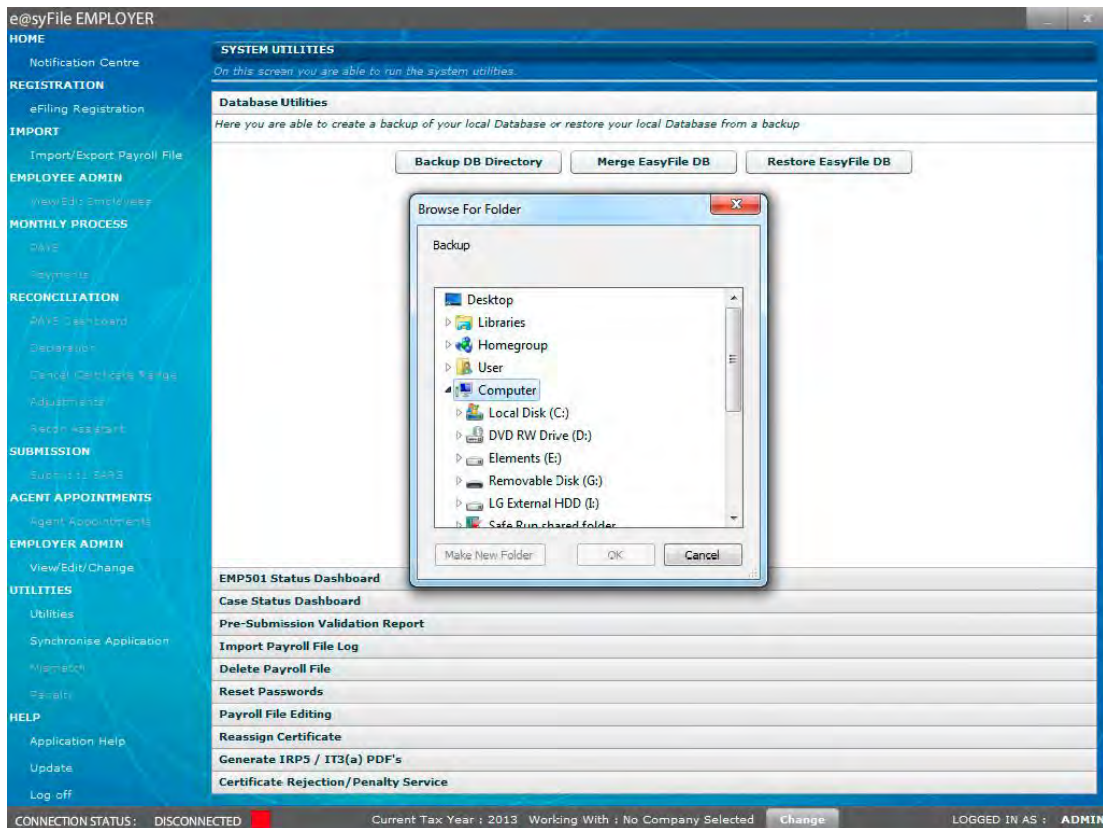 e@syFile EMPLOYER
HOME
Notification Centre
REGISTRATION
eFiling Registration
IMPORT
Import/Export Payroll File
EMPLOYEE ADMIN
View/Edit Employees
MONTHLY PROCESS
PAYE
Payments
RECONCILIATION
PAYE Dashboard
Declaration
Cancel Certificate Range
Adjustments
Recon Assistant
SUBMISSION
Submit to SARS
AGENT APPOINTMENTS
Agent Appointments
EMPLOYER ADMIN
View/Edit/Change
UTILITIES
Utilities
Synchronise Application
Mismatch
Penalty
HELP
Application Help
Update
Log off
SYSTEM UTILITIES
On this screen you are able to run the system utilities.
Database Utilities
Here you are able to create a backup of your local Database or restore your local Database from a backup
Backup DB Directory Merge EasyFile DB Restore EasyFile DB
Browse For Folder
Backup
Desktop
Libraries
Homegroup
User
Computer
Local Disk (C:)
DVD RW Drive (D:)
Elements (E:)
Removable Disk (G:)
LG External HDD (I:)
Safe Run shared folder
Make New Folder OK Cancel
EMP501 Status Dashboard
Case Status Dashboard
Pre-Submission Validation Report
Import Payroll File Log
Delete Payroll File
Reset Passwords
Payroll File Editing
Reassign Certificate
Generate IRP5 / IT3(a) PDF's
Certificate Rejection/Penalty Service
CONNECTION STATUS : DISCONNECTED Current Tax Year : 2013 Working With : No Company Selected Change LOGGED IN AS : ADMIN